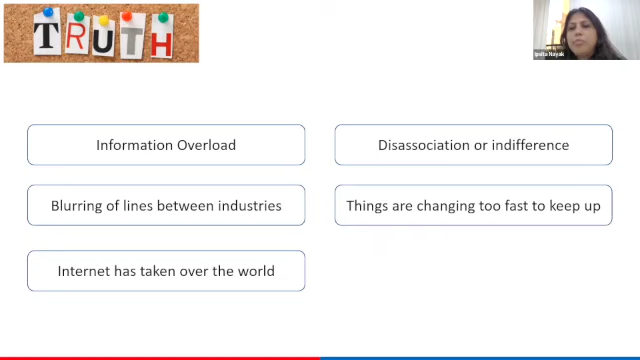 TRUTH
Ipsita Nayak
Information Overload
Disassociation or indifference
Blurring of lines between industries
Things are changing too fast to keep up
Internet has taken over the world